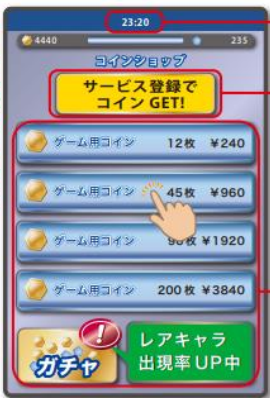 23:20
4440 235
コインショップ
サービス登録で
コイン GET!
ゲーム用コイン 12枚 ¥240
ゲーム用コイン 45枚 ¥960
ゲーム用コイン 枚 ¥1920
ゲーム用コイン 200枚 ¥3840
ガチャ
!
レアキャラ
出現率 UP中